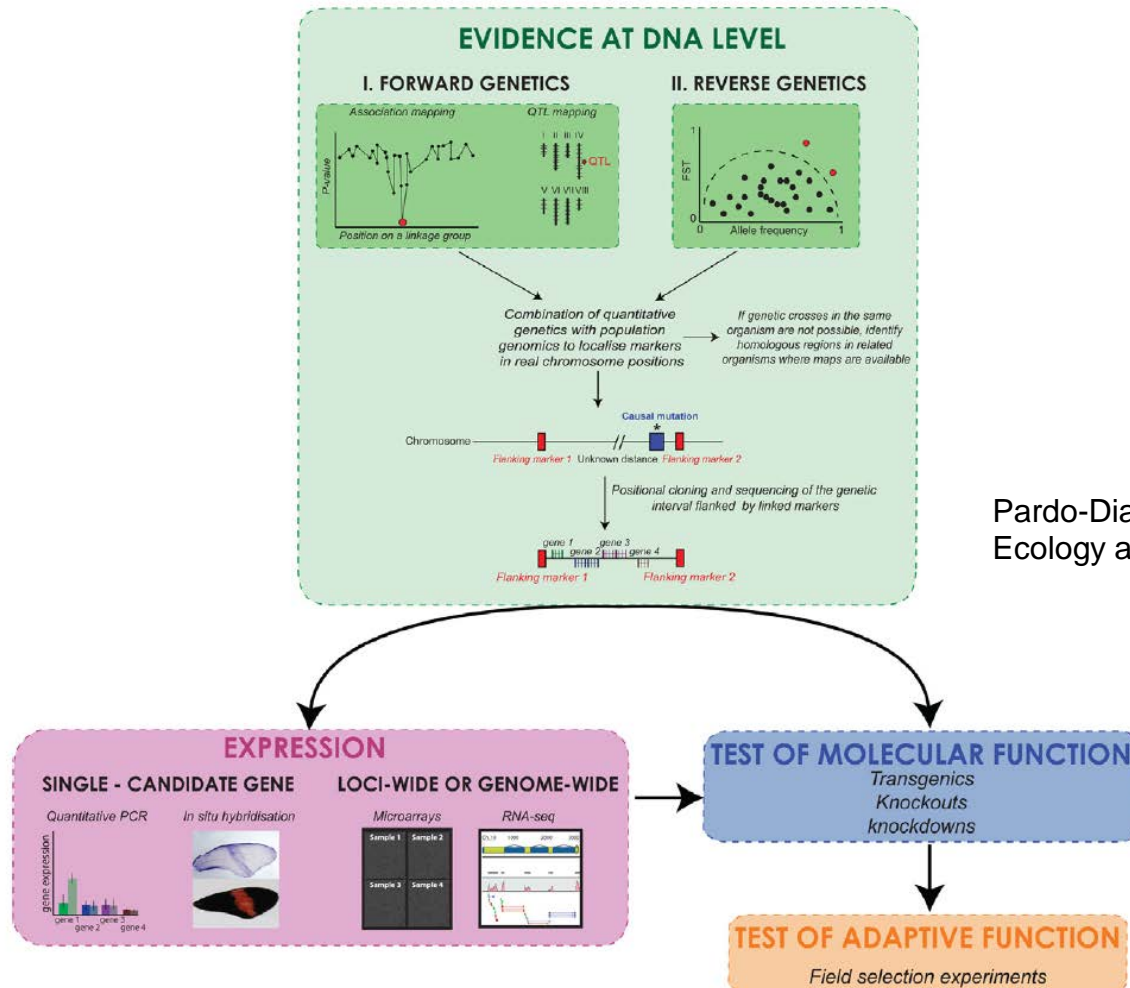 EVIDENCE AT DNA LEVEL
I. FORWARD GENETICS
II. REVERSE GENETICS
Association mapping
QTL mapping
P-value
Position on a linkage group
I II III IV
QTL
V VI VII VIII
1
FST
0
0 Allele frequency 1
Combination of quantitative
genetics with population
genomics to localise markers
in real chromosome positions
If genetic crosses in the same
organism are not possible, identify
homologous regions in related
organisms where maps are available
Causal mutation
*
Chromosome
//
Flanking marker 1 Unknown distance Flanking marker 2
Positional cloning and sequencing of the genetic
interval flanked by linked markers
gene 1 gene 3
gene 2 gene 4
Flanking marker 1 Flanking marker 2
Pardo-Dia
Ecology a
EXPRESSION
SINGLE - CANDIDATE GENE
LOCI-WIDE OR GENOME-WIDE
Quantitative PCR
In situ hybridisation
Microarrays
RNA-seq
gene expression
gene 1 gene 3
gene 2 gene 4
Sample 1 Sample 2
Sample 3 Sample 4
TEST OF MOLECULAR FUNCTION
Transgenics
Knockouts
knockdowns
TEST OF ADAPTIVE FUNCTION
Field selection experiments